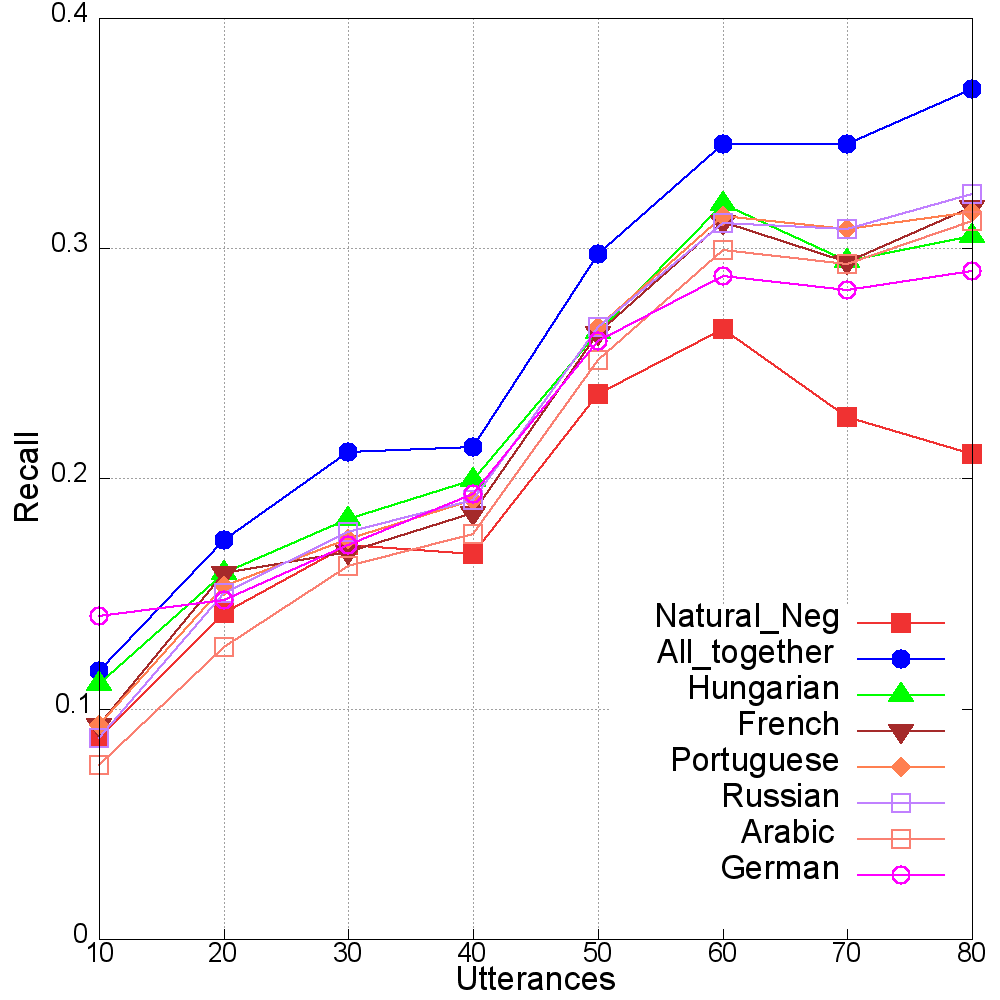 0.4
0.3
0.2
0.1
0
Recall
10 20 30 40 50 60 70 80
Utterances
Natural_Neg
All_together
Hungarian
French
Portuguese
Russian
Arabic
German